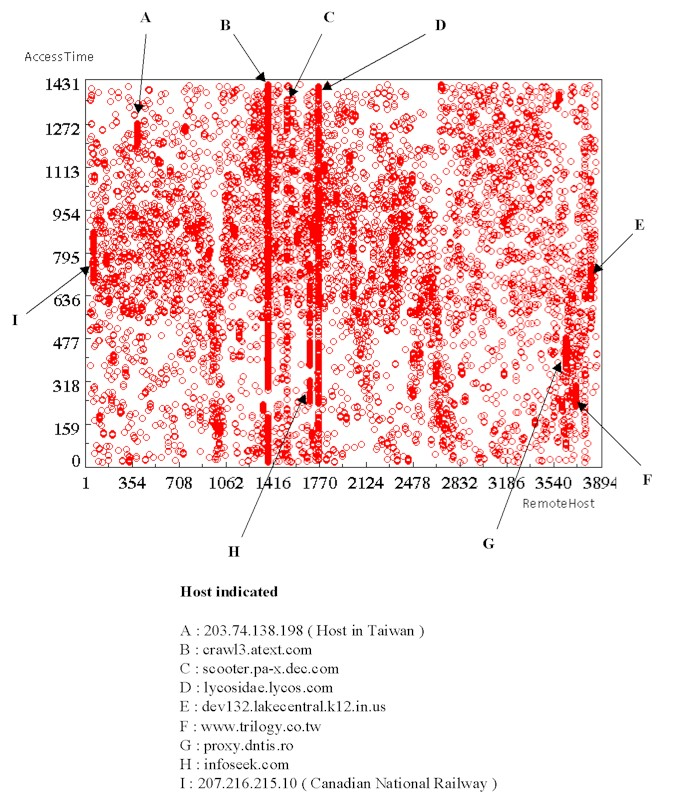 A
B
C
D
AccessTime
1431
1272
1113
954
795
636
477
318
159
0
E
I
F
G
H
1 354 708 1062 1416 1770 2124 2478 2832 3186 3540 3894
RemoteHost
Host indicated
A : 203.74.138.198 ( Host in Taiwan )
B : crawl3.atext.com
C : scooter.pa-x.dec.com
D : lycosidae.lycos.com
E : dev132.lakecentral.k12.in.us
F : www.trilogy.co.tw
G : proxy.dntis.ro
H : infoseek.com
I : 207.216.215.10 ( Canadian National Railway )